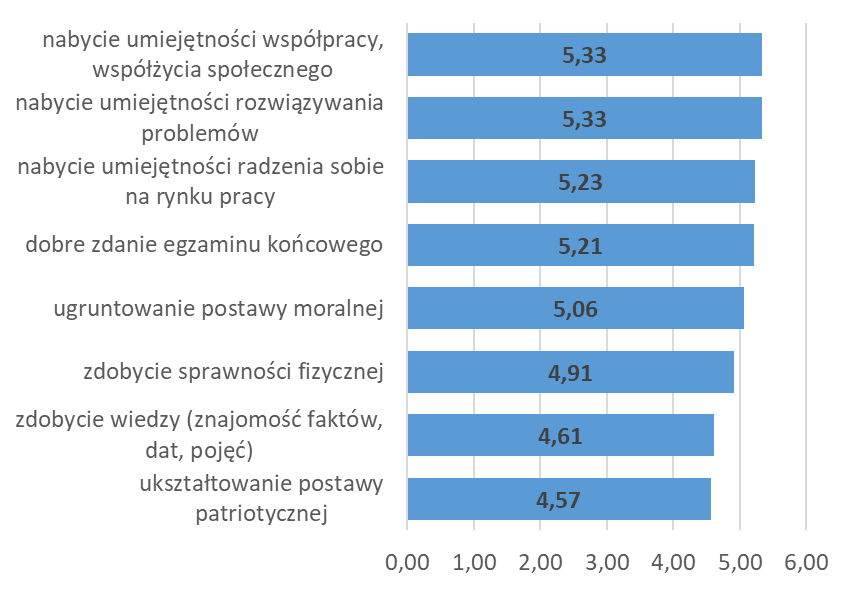 nabycie umiejętności współpracy,
współżycia społecznego
5,33
nabycie umiejętności rozwiązywania
problemów
5,33
nabycie umiejętności radzenia sobie
na rynku pracy
5,23
dobre zdanie egzaminu końcowego
5,21
ugruntowanie postawy moralnej
5,06
zdobycie sprawności fizycznej
4,91
zdobycie wiedzy (znajomość faktów,
dat, pojęć)
4,61
ukształtowanie postawy
patriotycznej
4,57
0,00 1,00 2,00 3,00 4,00 5,00 6,00